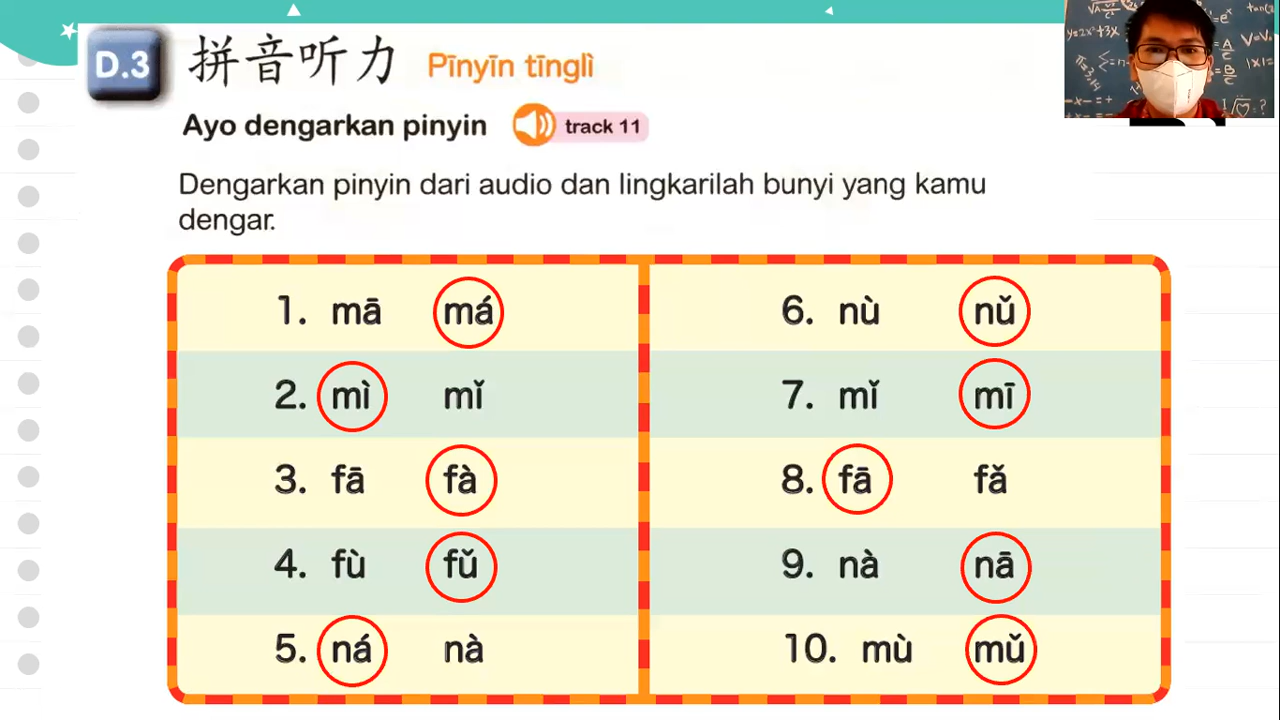 D.3 拼音听力 Pīnyīn tīnglì
Ayo dengarkan pinyin track 11
Dengarkan pinyin dari audio dan lingkarilah bunyi yang kamu
dengar.
1. mā má
2. mì mǐ
3. fā fà
4. fù fǔ
5. ná nà
6. nù nǔ
7. mǐ mī
8. fā fǎ
9. nà nā
10. mù mǔ